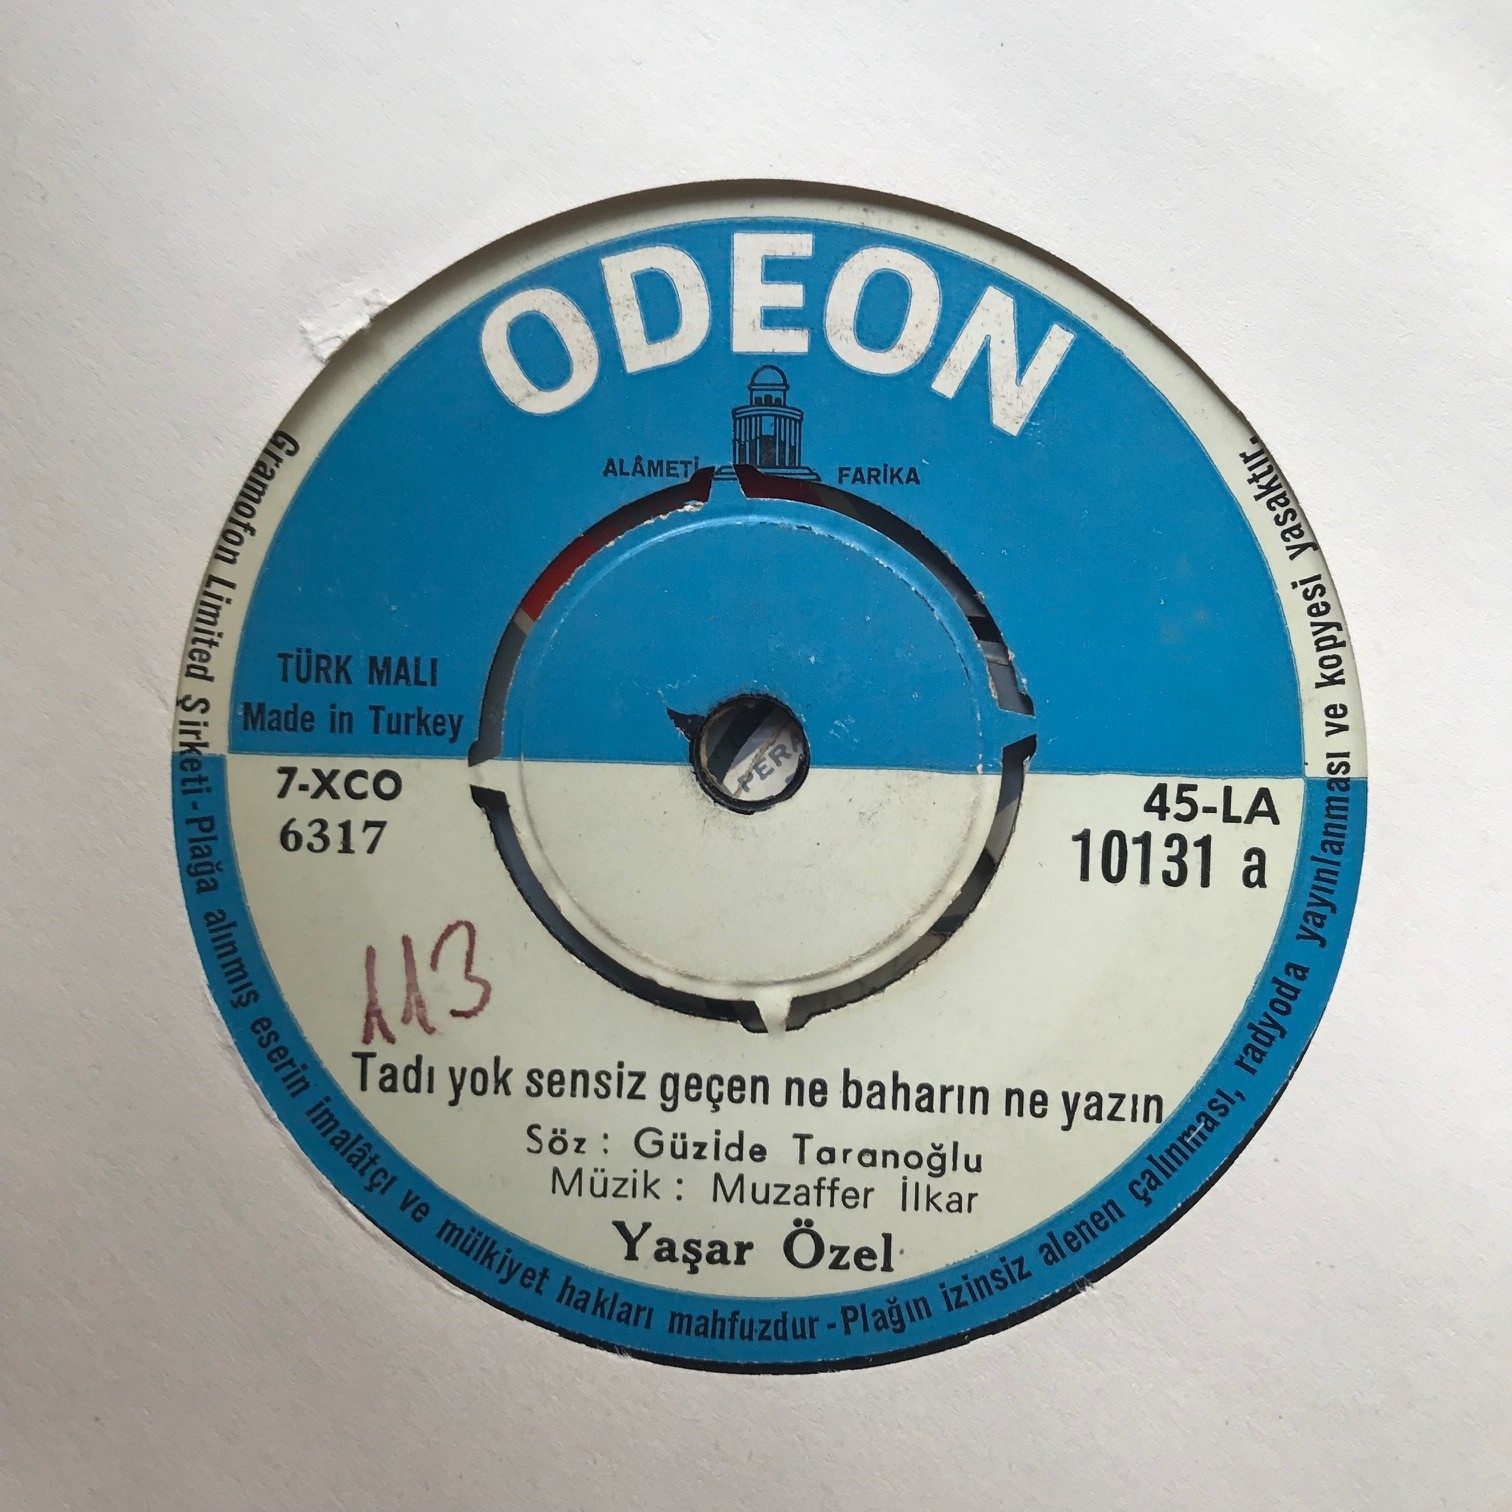 ODEON
ALÂMETİ FARİKA
TÜRK MALI
Made in Turkey
7-XCO
6317
45-LA
10131 a
PERA
113
Tadı yok sensiz geçen ne baharın ne yazın
Söz : Güzide Taranoğlu
Müzik : Muzaffer İlkar
Yaşar Özel
Gramofon Limited Şirketi-Plağa alınmış eserin imalâtçı ve mülkiyet hakları mahfuzdur-Plağın izinsiz alenen çalınması, radyoda yayınlanması ve kopyesi yasaktır.